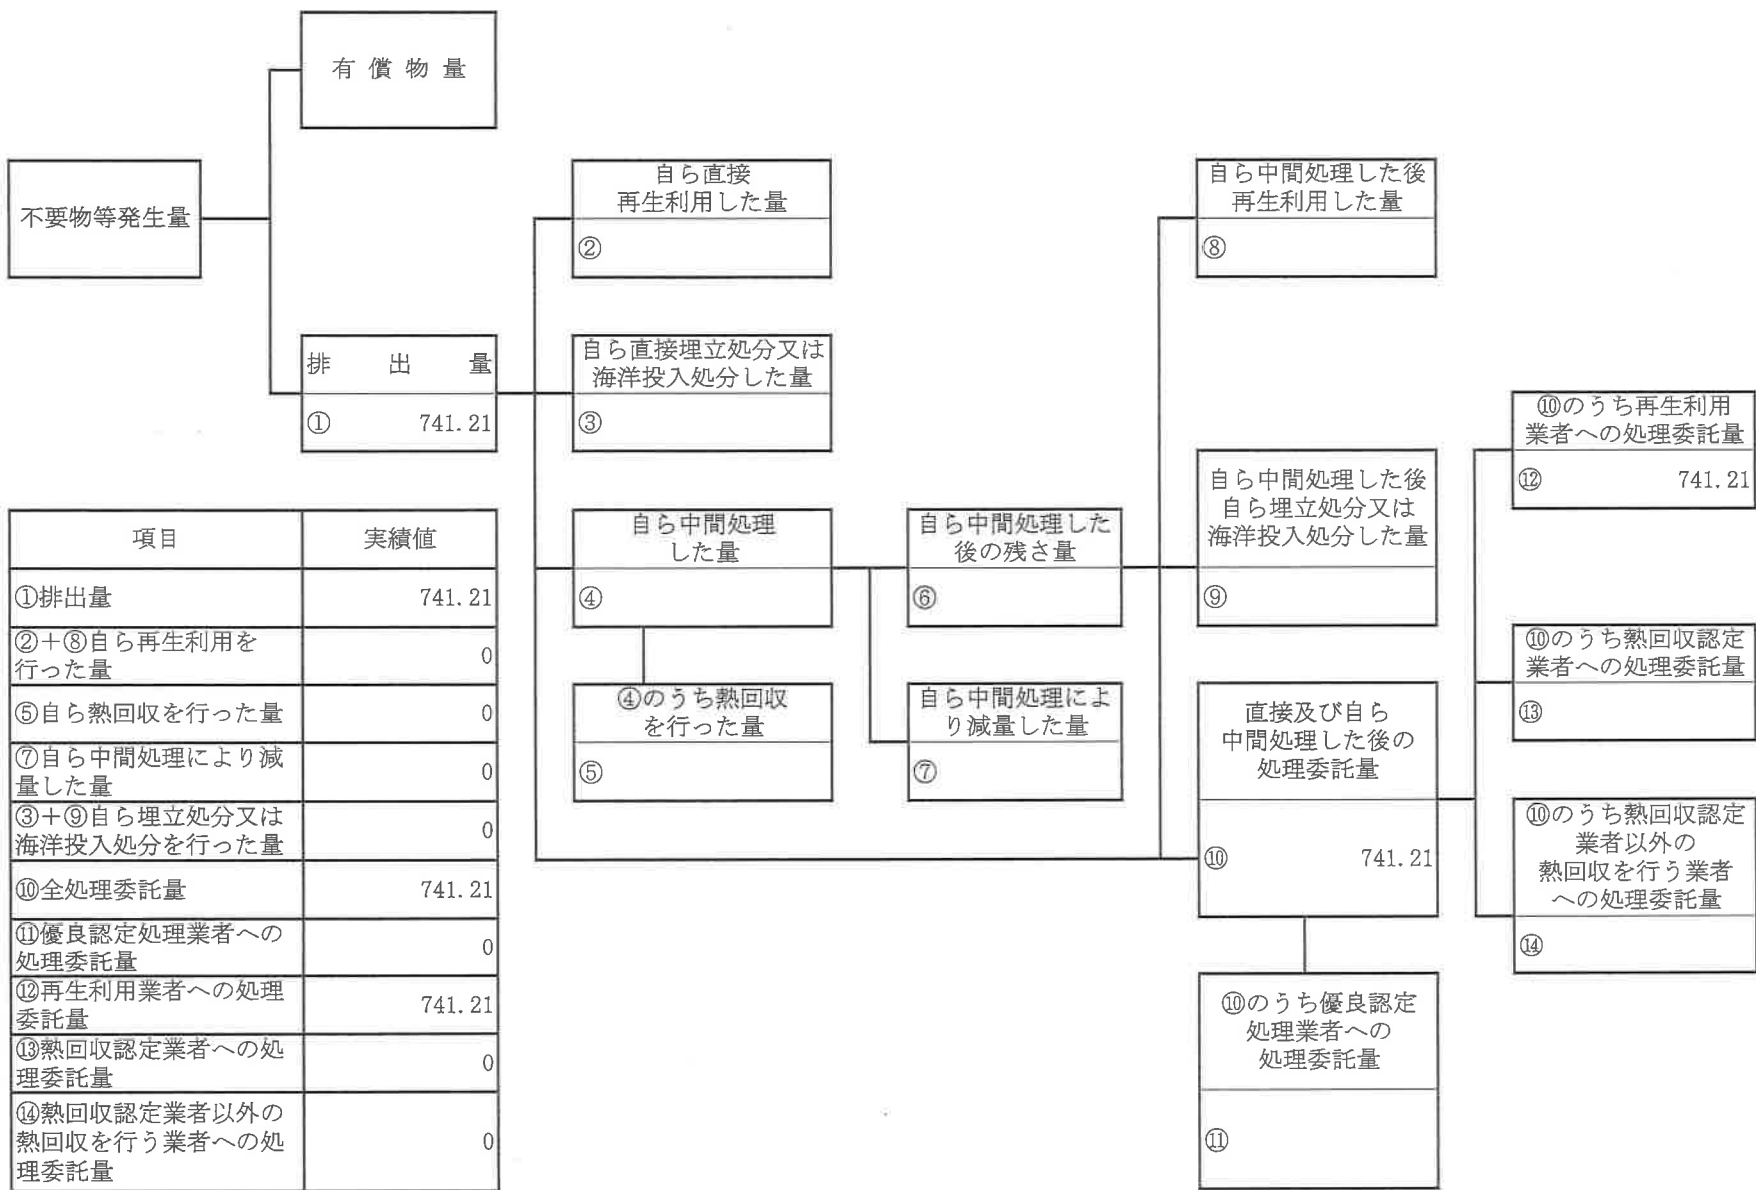 有償物量
不要物等発生量
排出量
① 741.21
自ら直接
再生利用した量
②
自ら直接埋立処分又は
海洋投入処分した量
③
自ら中間処理
した量
④
④のうち熱回収
を行った量
⑤
自ら中間処理した
後の残さ量
⑥
自ら中間処理によ
り減量した量
⑦
自ら中間処理した後
再生利用した量
⑧
自ら中間処理した後
自ら埋立処分又は
海洋投入処分した量
⑨
直接及び自ら
中間処理した後の
処理委託量
⑩ 741.21
⑩のうち優良認定
処理業者への
処理委託量
⑪
⑩のうち再生利用
業者への処理委託量
⑫ 741.21
⑩のうち熱回収認定
業者への処理委託量
⑬
⑩のうち熱回収認定
業者以外の
熱回収を行う業者
への処理委託量
⑭
項目 実績値
①排出量 741.21
②＋⑧自ら再生利用を
行った量 0
⑤自ら熱回収を行った量 0
⑦自ら中間処理により減
量した量 0
③＋⑨自ら埋立処分又は
海洋投入処分を行った量 0
⑩全処理委託量 741.21
⑪優良認定処理業者への
処理委託量 0
⑫再生利用業者への処理
委託量 741.21
⑬熱回収認定業者への処
理委託量 0
⑭熱回収認定業者以外の
熱回収を行う業者への処 0
理委託量